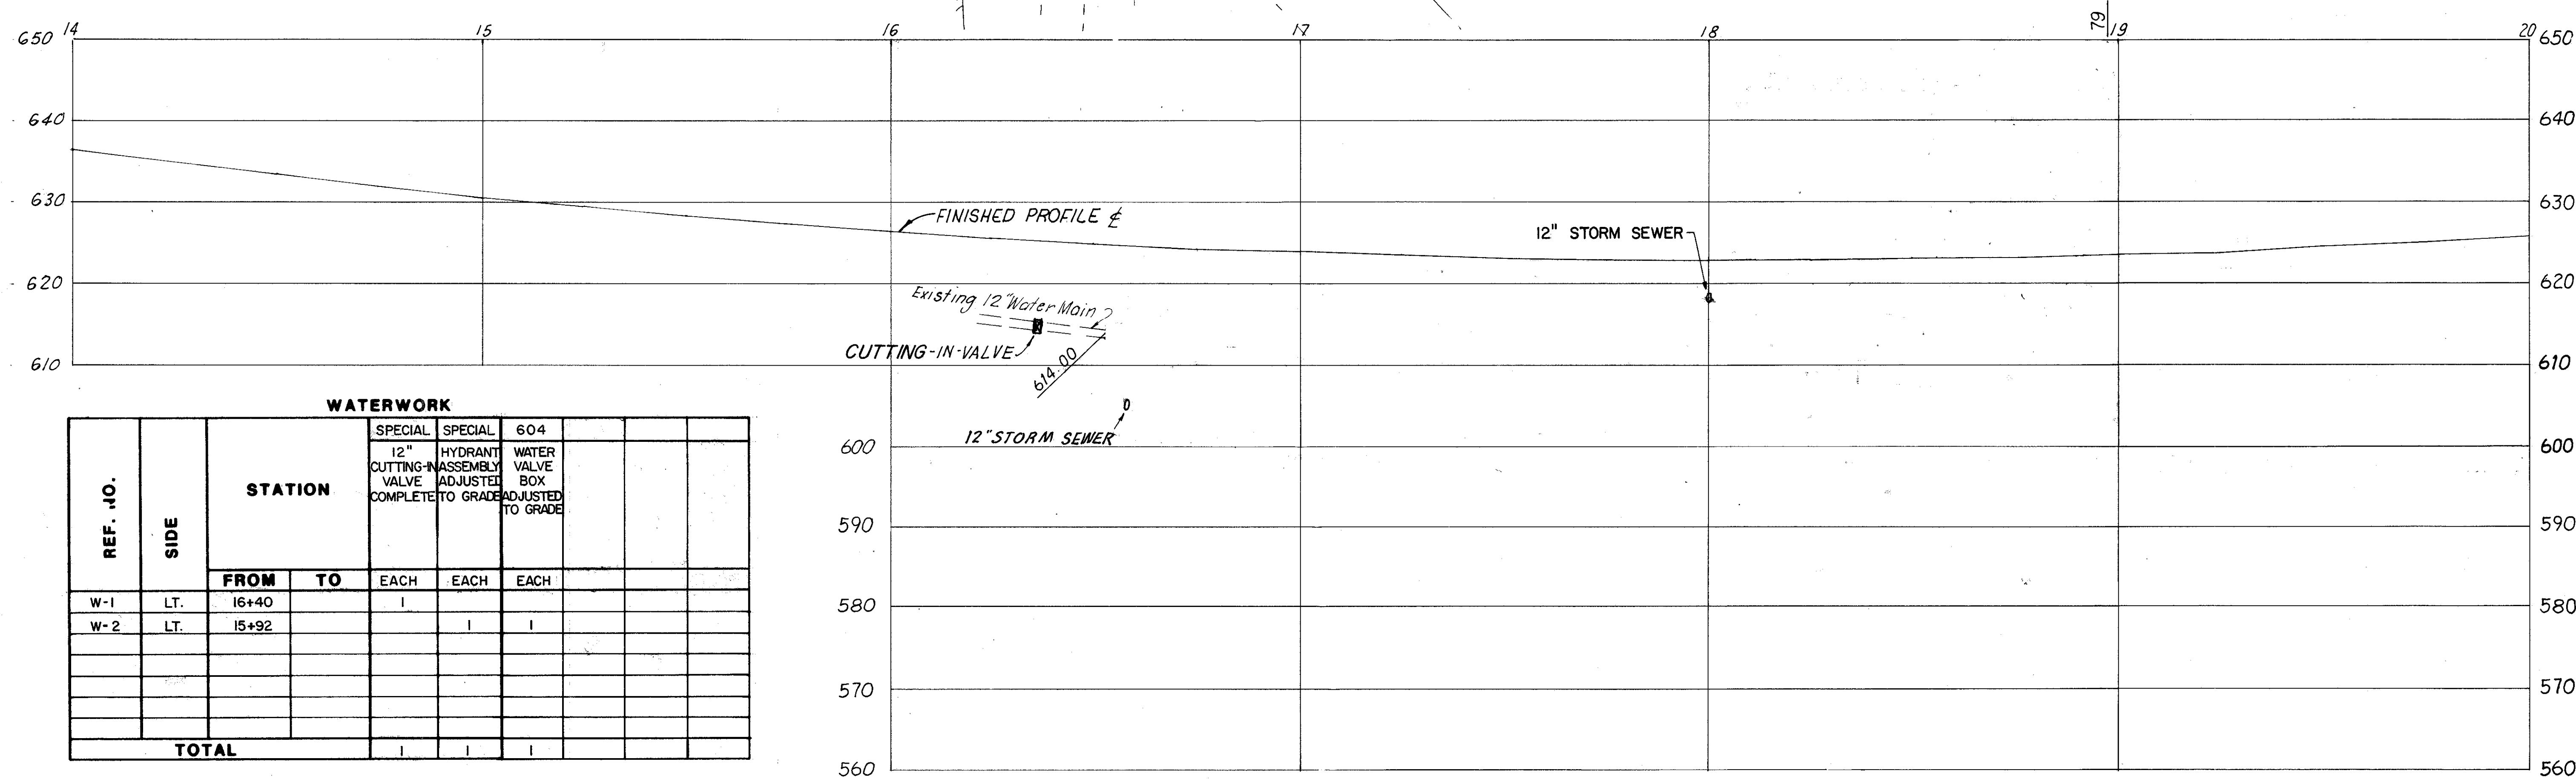 14 15 16 17 18 79 19 20
650 650
640 640
630 630
FINISHED PROFILE ℄
12" STORM SEWER
620 620
Existing 12" Water Main
CUTTING-IN-VALVE
614.00
610 610
12" STORM SEWER
600 600
590 590
580 580
570 570
560 560
WATERWORK
REF. NO.
SIDE
STATION
SPECIAL SPECIAL 604
12" HYDRANT WATER
CUTTING-IN ASSEMBLY VALVE
VALVE ADJUSTED BOX
COMPLETE TO GRADE ADJUSTED
TO GRADE
FROM TO EACH EACH EACH
W-1 LT. 16+40 1
W-2 LT. 15+92 1 1
TOTAL 1 1 1